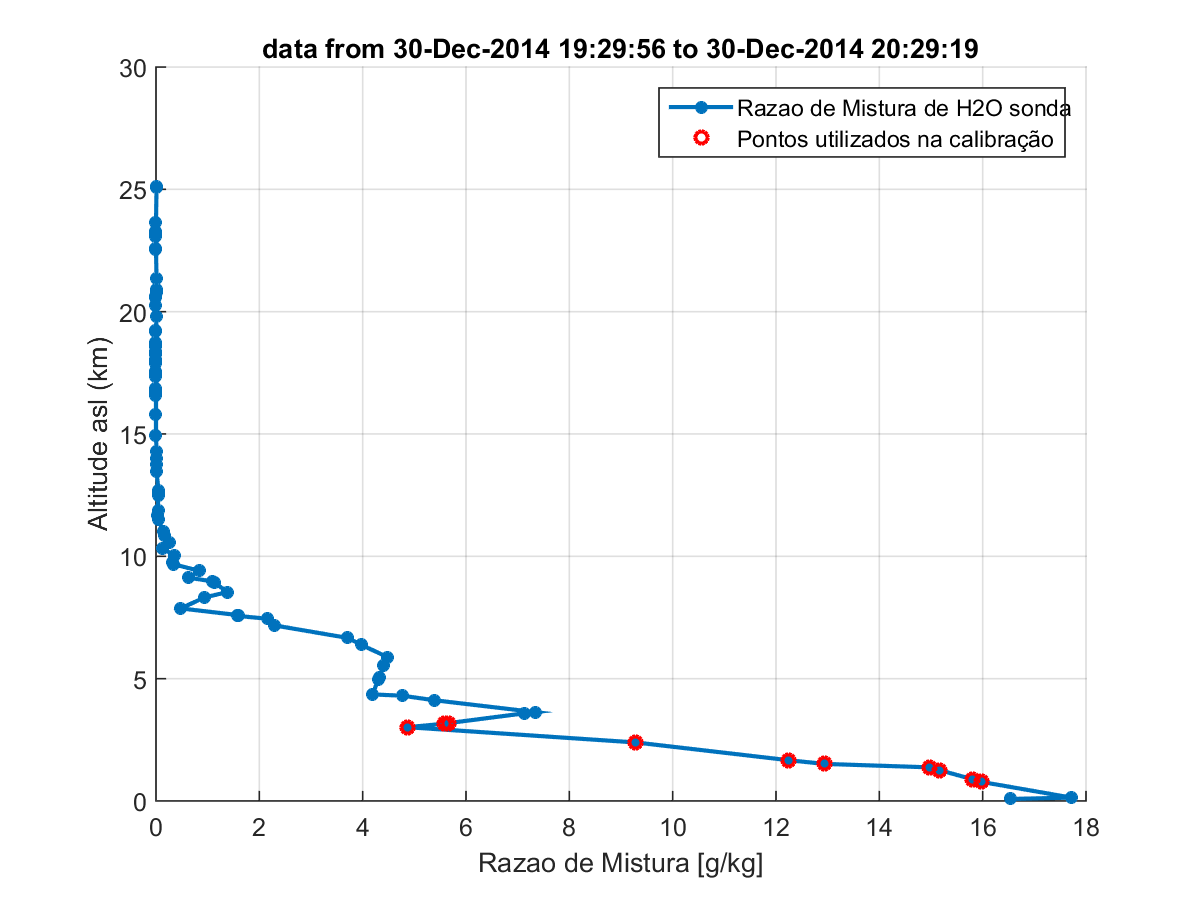 data from 30-Dec-2014 19:29:56 to 30-Dec-2014 20:29:19
30
Razao de Mistura de H2O sonda
Pontos utilizados na calibração
25
20
15
10
5
0
Altitude asl (km)
0 2 4 6 8 10 12 14 16 18
Razao de Mistura [g/kg]